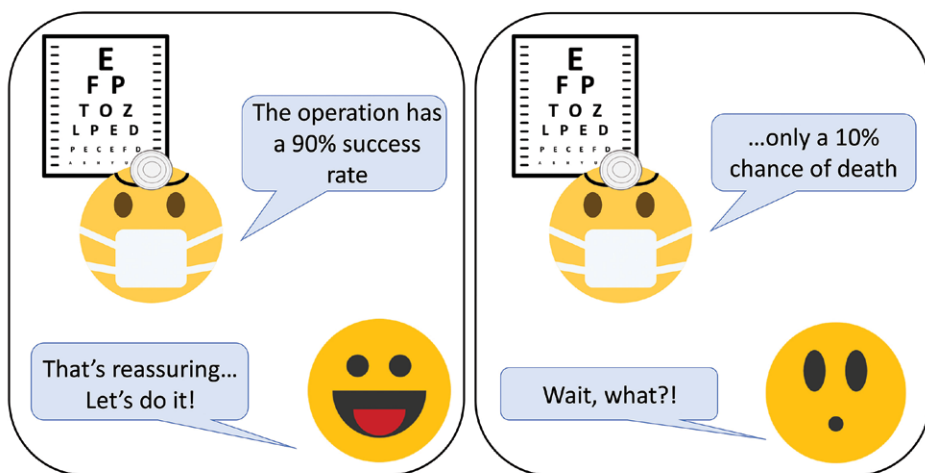 E
F P
T O Z
L P E D
P E C F D
The operation has
a 90% success
rate
That’s reassuring...
Let’s do it!
E
F P
T O Z
L P E D
P E C F D
...only a 10%
chance of death
Wait, what?!